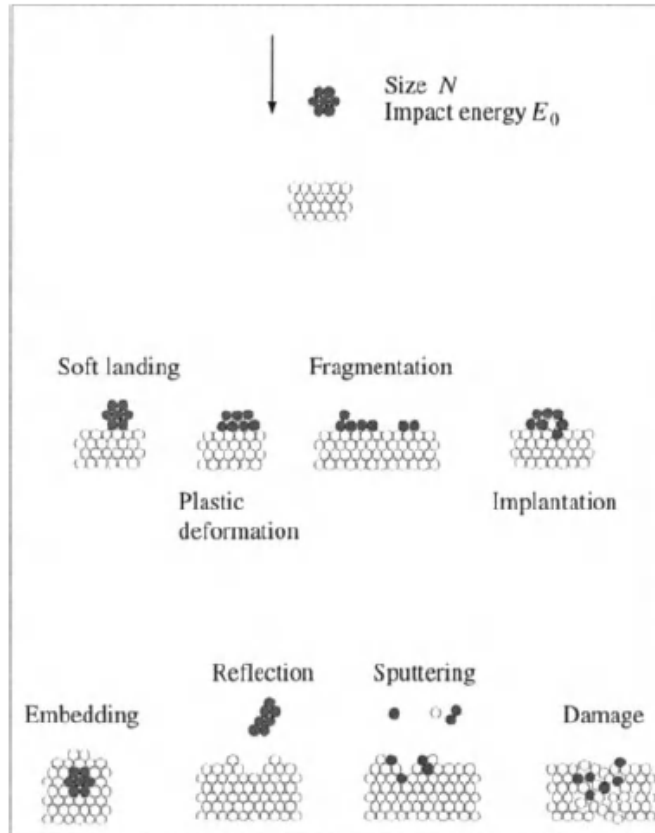 Size N
Impact energy E₀
Soft landing
Fragmentation
Plastic
deformation
Implantation
Reflection
Sputtering
Embedding
Damage